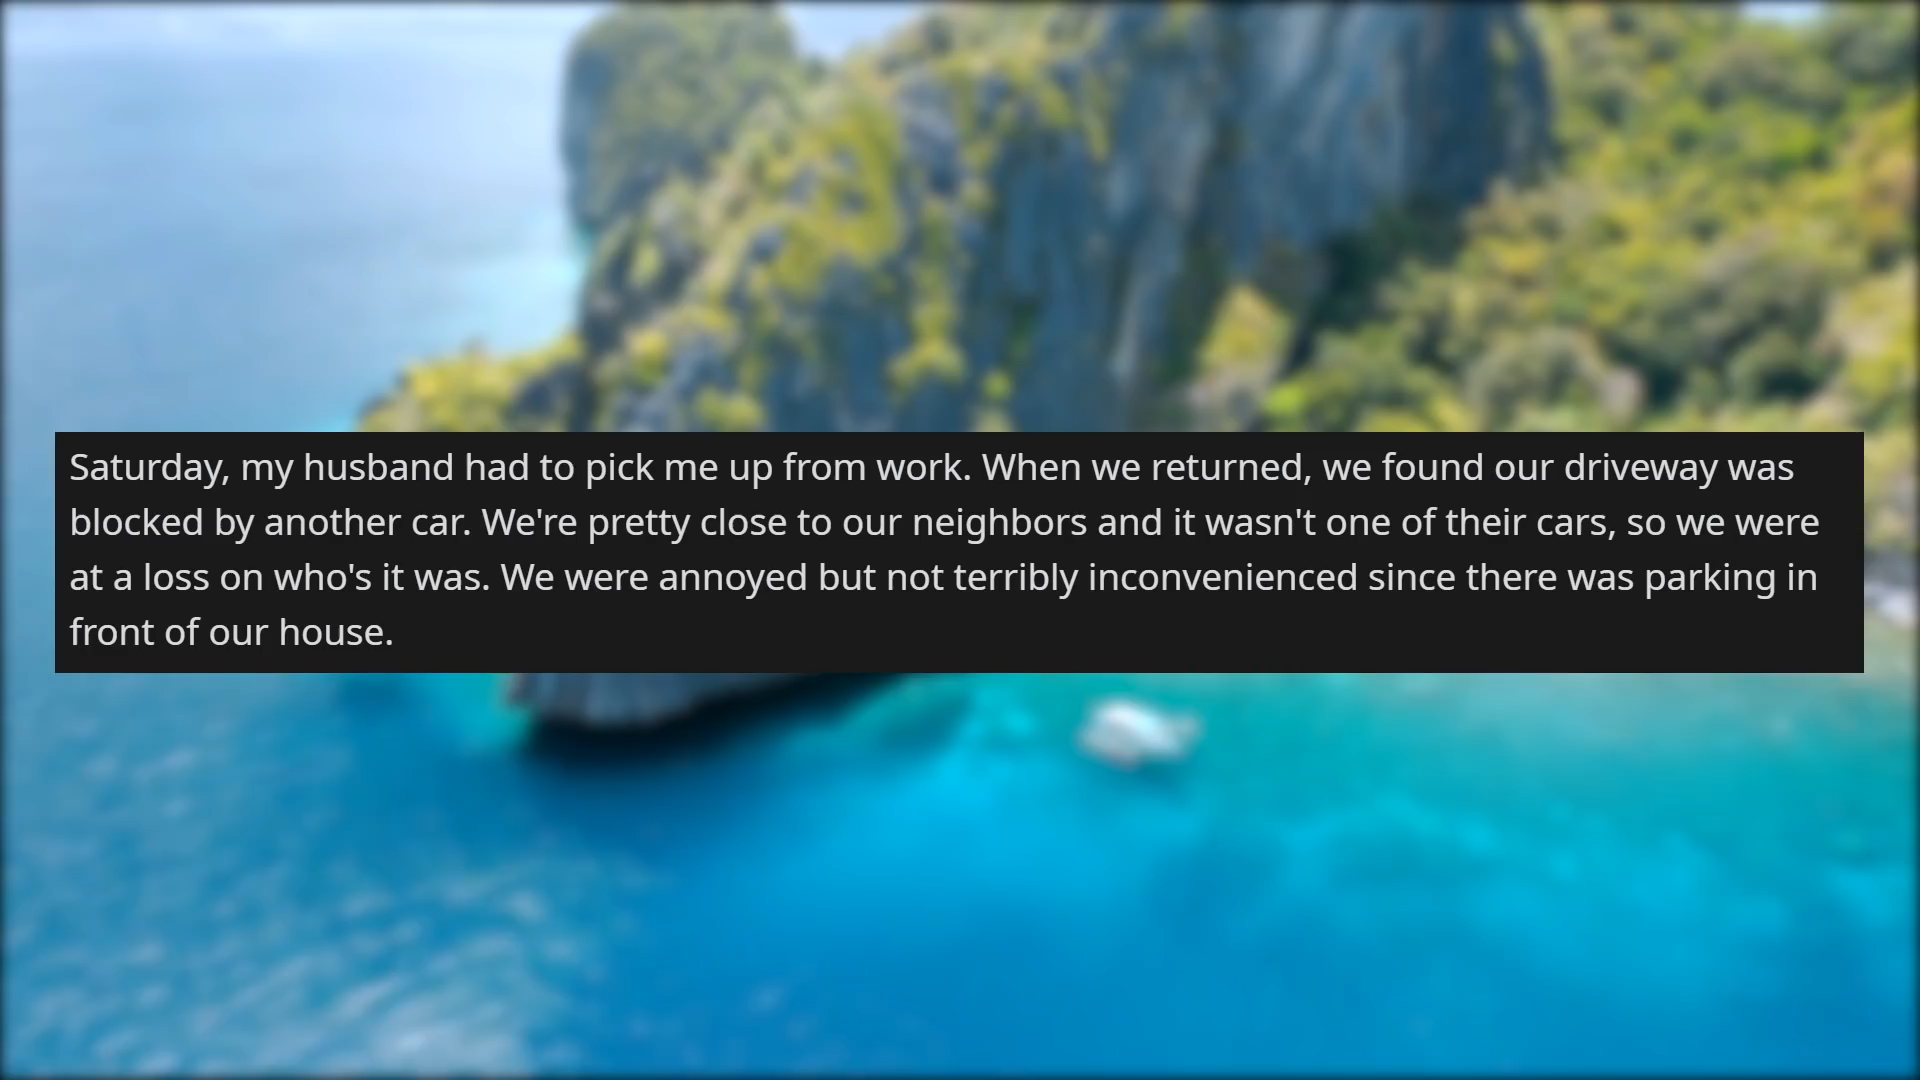 Saturday, my husband had to pick me up from work. When we returned, we found our driveway was
blocked by another car. We're pretty close to our neighbors and it wasn't one of their cars, so we were
at a loss on who's it was. We were annoyed but not terribly inconvenienced since there was parking in
front of our house.